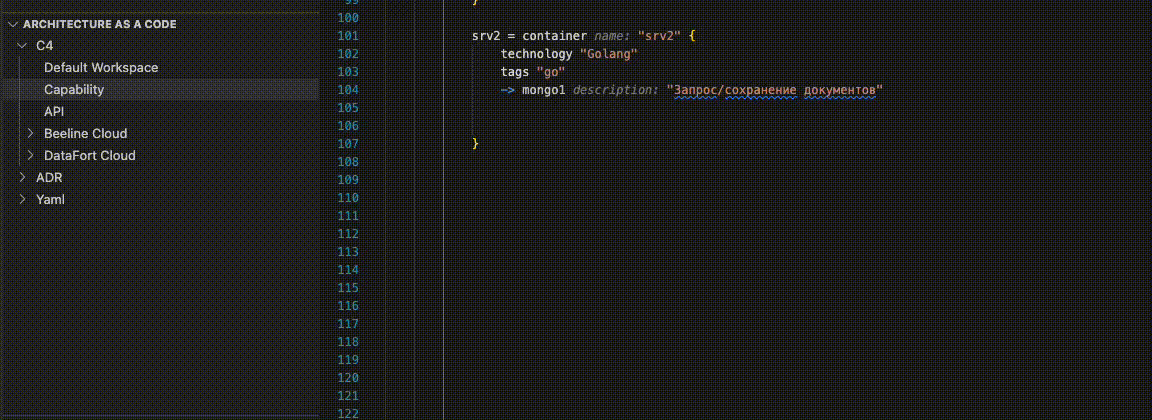 ARCHITECTURE AS A CODE
C4
Default Workspace
Capability
API
Beeline Cloud
DataFort Cloud
ADR
Yaml
99 }
100
101 srv2 = container name: "srv2" {
102 technology "Golang"
103 tags "go"
104 -> mongo1 description: "Запрос/сохранение документов"
105
106
107 }
108
109
110
111
112
113
114
115
116
117
118
119
120
121
122